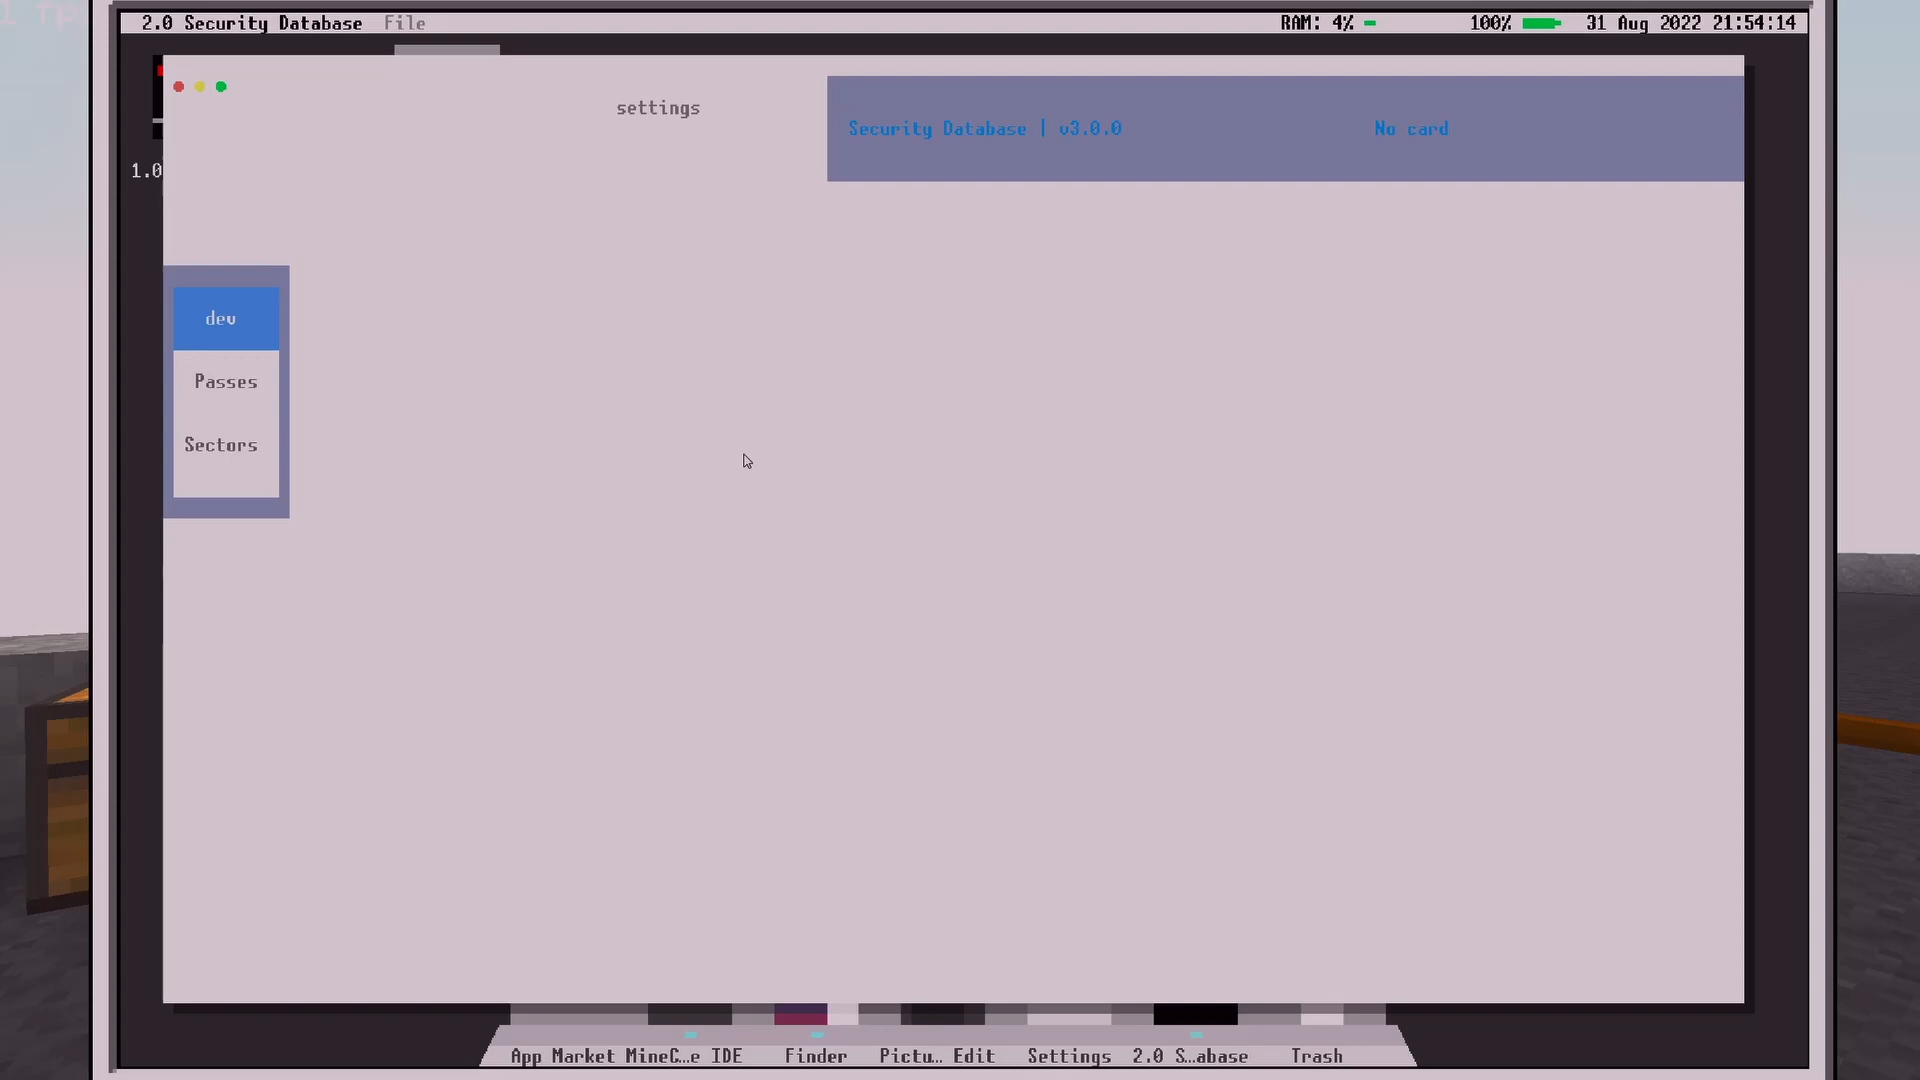 2.0 Security Database File RAM: 4% 100% 31 Aug 2022 21:54:14
settings
Security Database | v3.0.0 No card
1.0
dev
Passes
Sectors
App Market MineC…e IDE Finder Pictu… Edit Settings 2.0 S…abase Trash